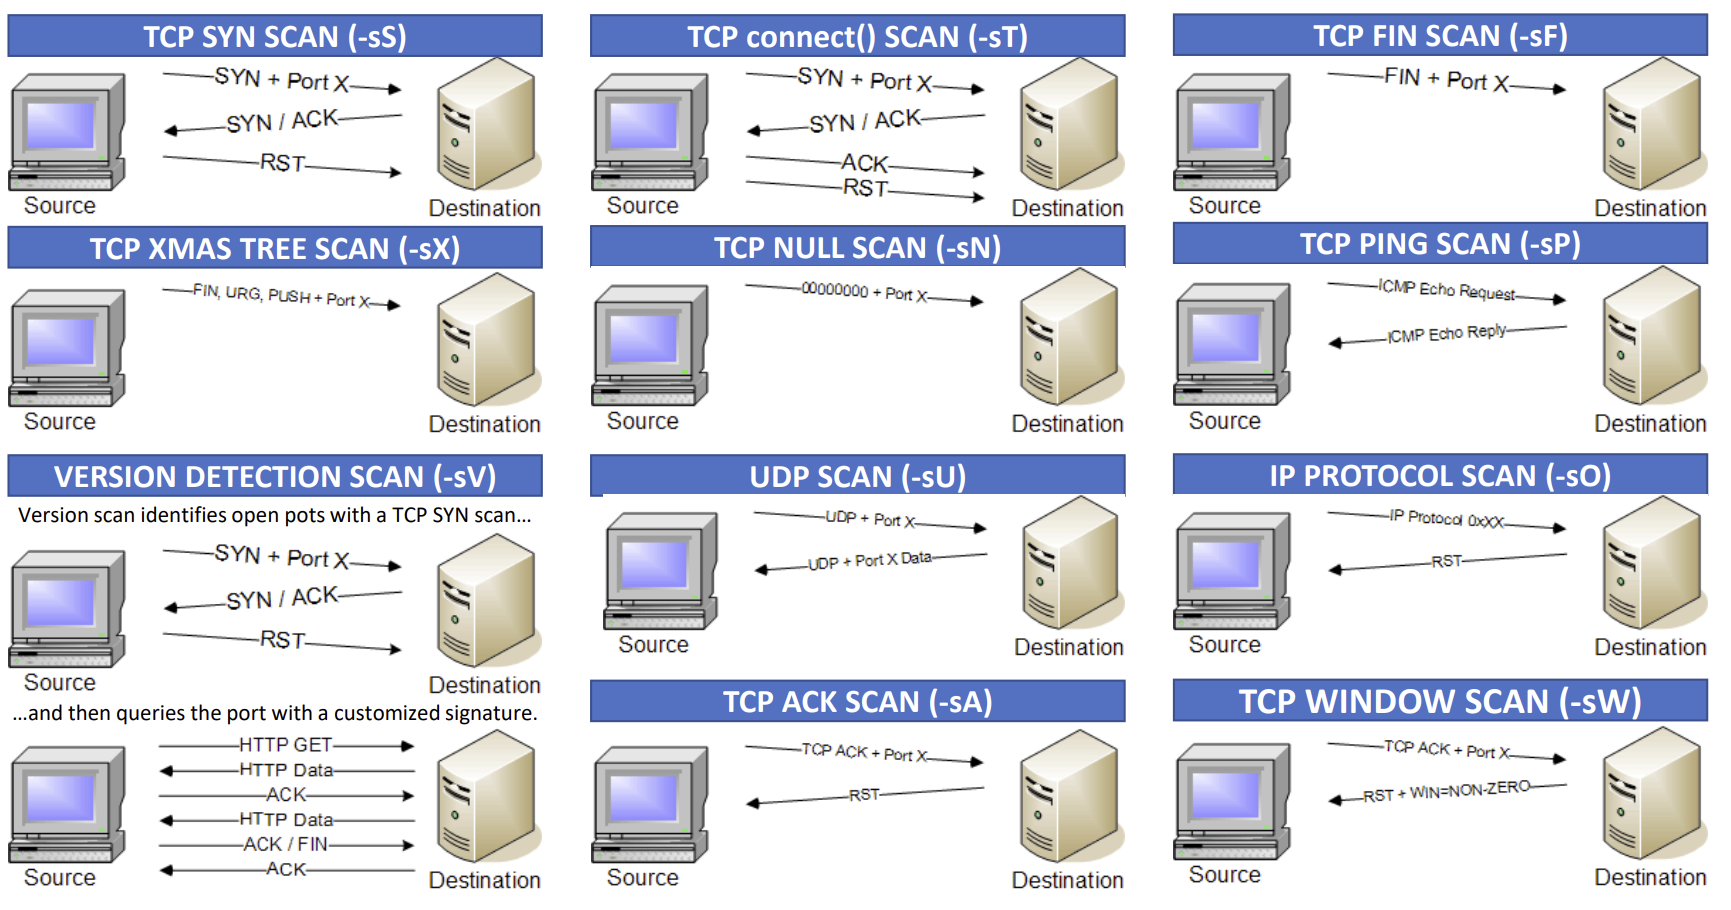 TCP SYN SCAN (-sS)
SYN + Port X
SYN / ACK
RST
Source
Destination
TCP connect() SCAN (-sT)
SYN + Port X
SYN / ACK
ACK
RST
Source
Destination
TCP FIN SCAN (-sF)
FIN + Port X
Source
Destination
TCP XMAS TREE SCAN (-sX)
FIN, URG, PUSH + Port X
Source
Destination
TCP NULL SCAN (-sN)
00000000 + Port X
Source
Destination
TCP PING SCAN (-sP)
ICMP Echo Request
ICMP Echo Reply
Source
Destination
VERSION DETECTION SCAN (-sV)
Version scan identifies open pots with a TCP SYN scan...
SYN + Port X
SYN / ACK
RST
Source
Destination
...and then queries the port with a customized signature.
HTTP GET
HTTP Data
ACK
HTTP Data
ACK / FIN
ACK
Source
Destination
UDP SCAN (-sU)
UDP + Port X
UDP + Port X Data
Source
Destination
IP PROTOCOL SCAN (-sO)
IP Protocol 0xXX
RST
Source
Destination
TCP ACK SCAN (-sA)
TCP ACK + Port X
RST
Source
Destination
TCP WINDOW SCAN (-sW)
TCP ACK + Port X
RST + WIN=NON-ZERO
Source
Destination